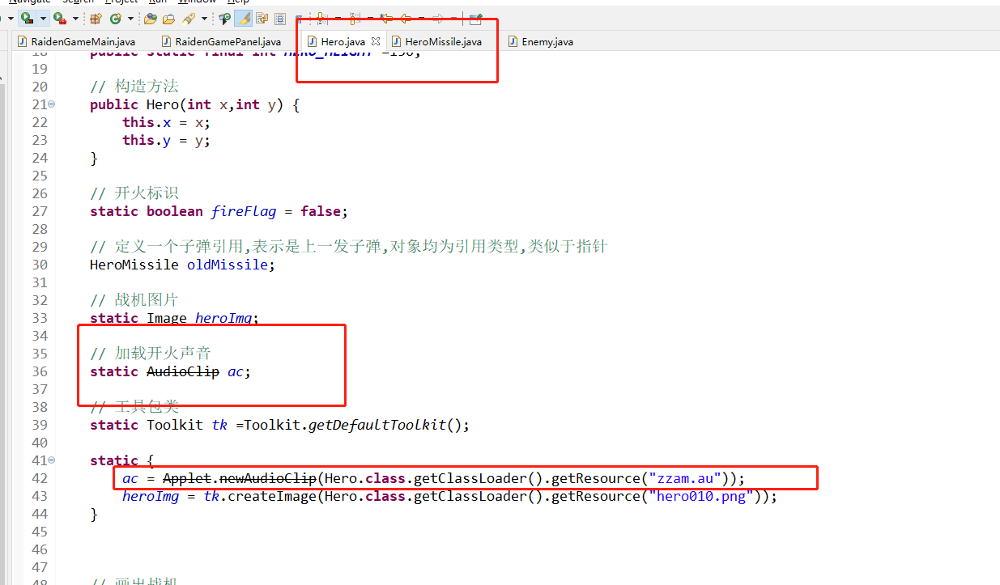 Navigate Search Project Run Window Help
RaidenGameMain.java RaidenGamePanel.java Hero.java HeroMissile.java Enemy.java
18 public static final int HERO_HEIGHT =150;
19
20 // 构造方法
21 public Hero(int x,int y) {
22 this.x = x;
23 this.y = y;
24 }
25
26 // 开火标识
27 static boolean fireFlag = false;
28
29 // 定义一个子弹引用,表示是上一发子弹,对象均为引用类型,类似于指针
30 HeroMissile oldMissile;
31
32 // 战机图片
33 static Image heroImg;
34
35 // 加载开火声音
36 static AudioClip ac;
37
38 // 工具包类
39 static Toolkit tk =Toolkit.getDefaultToolkit();
40
41 static {
42 ac = Applet.newAudioClip(Hero.class.getClassLoader().getResource("zzam.au"));
43 heroImg = tk.createImage(Hero.class.getClassLoader().getResource("hero010.png"));
44 }
45
46
47
48 // 画出战机